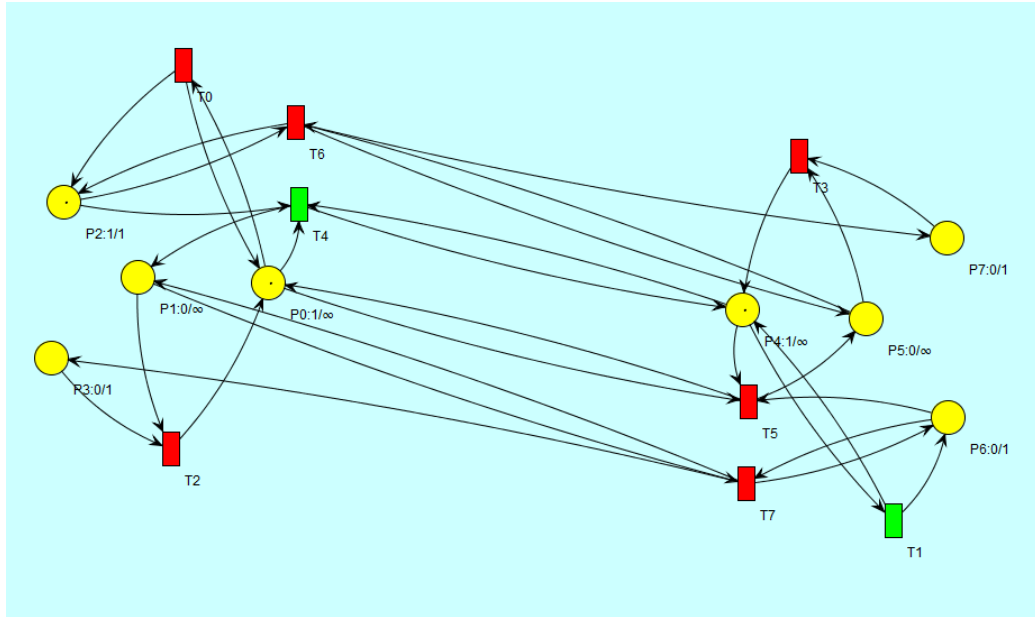 T0
T6
T3
T4
P2:1/1
P7:0/1
P1:0/∞
P0:1/∞
P4:1/∞
P5:0/∞
P3:0/1
T5
P6:0/1
T2
T7
T1